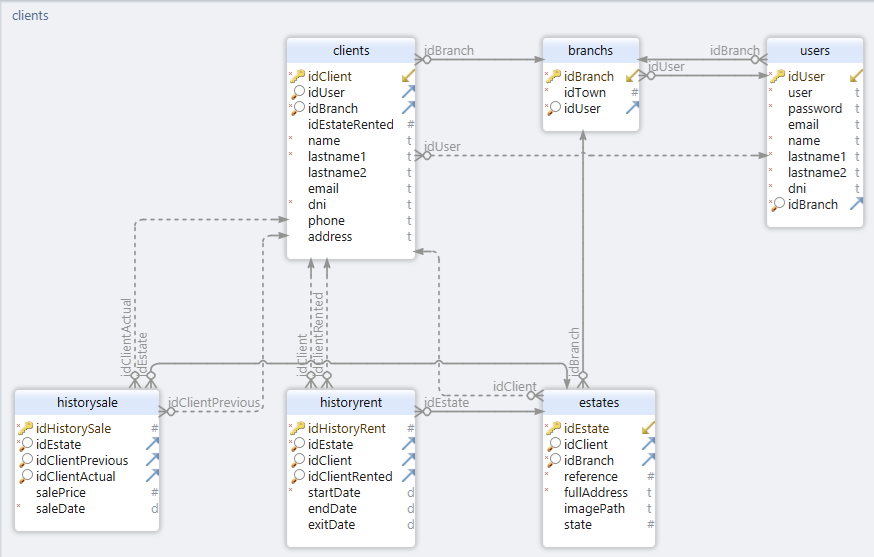 clients
clients
idClient
idUser
idBranch
idEstateRented #
name t
lastname1 t
lastname2 t
email t
dni t
phone t
address t
idBranch
branchs
idBranch
idTown #
idUser
idBranch
idUser
users
idUser
user t
password t
email t
name t
lastname1 t
lastname2 t
dni t
idBranch
idUser
idClientActual
idEstate
idClient
idClientRented
idBranch
idClient
historysale
idHistorySale #
idEstate
idClientPrevious
idClientActual
salePrice #
saleDate d
idClientPrevious
historyrent
idHistoryRent #
idEstate
idClient
idClientRented
startDate d
endDate d
exitDate d
idEstate
estates
idEstate
idClient
idBranch
reference #
fullAddress t
imagePath t
state #